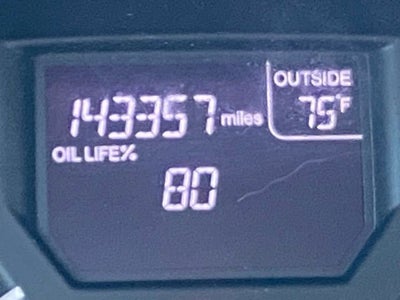 OUTSIDE
143357 miles 75°F
OIL LIFE%
80